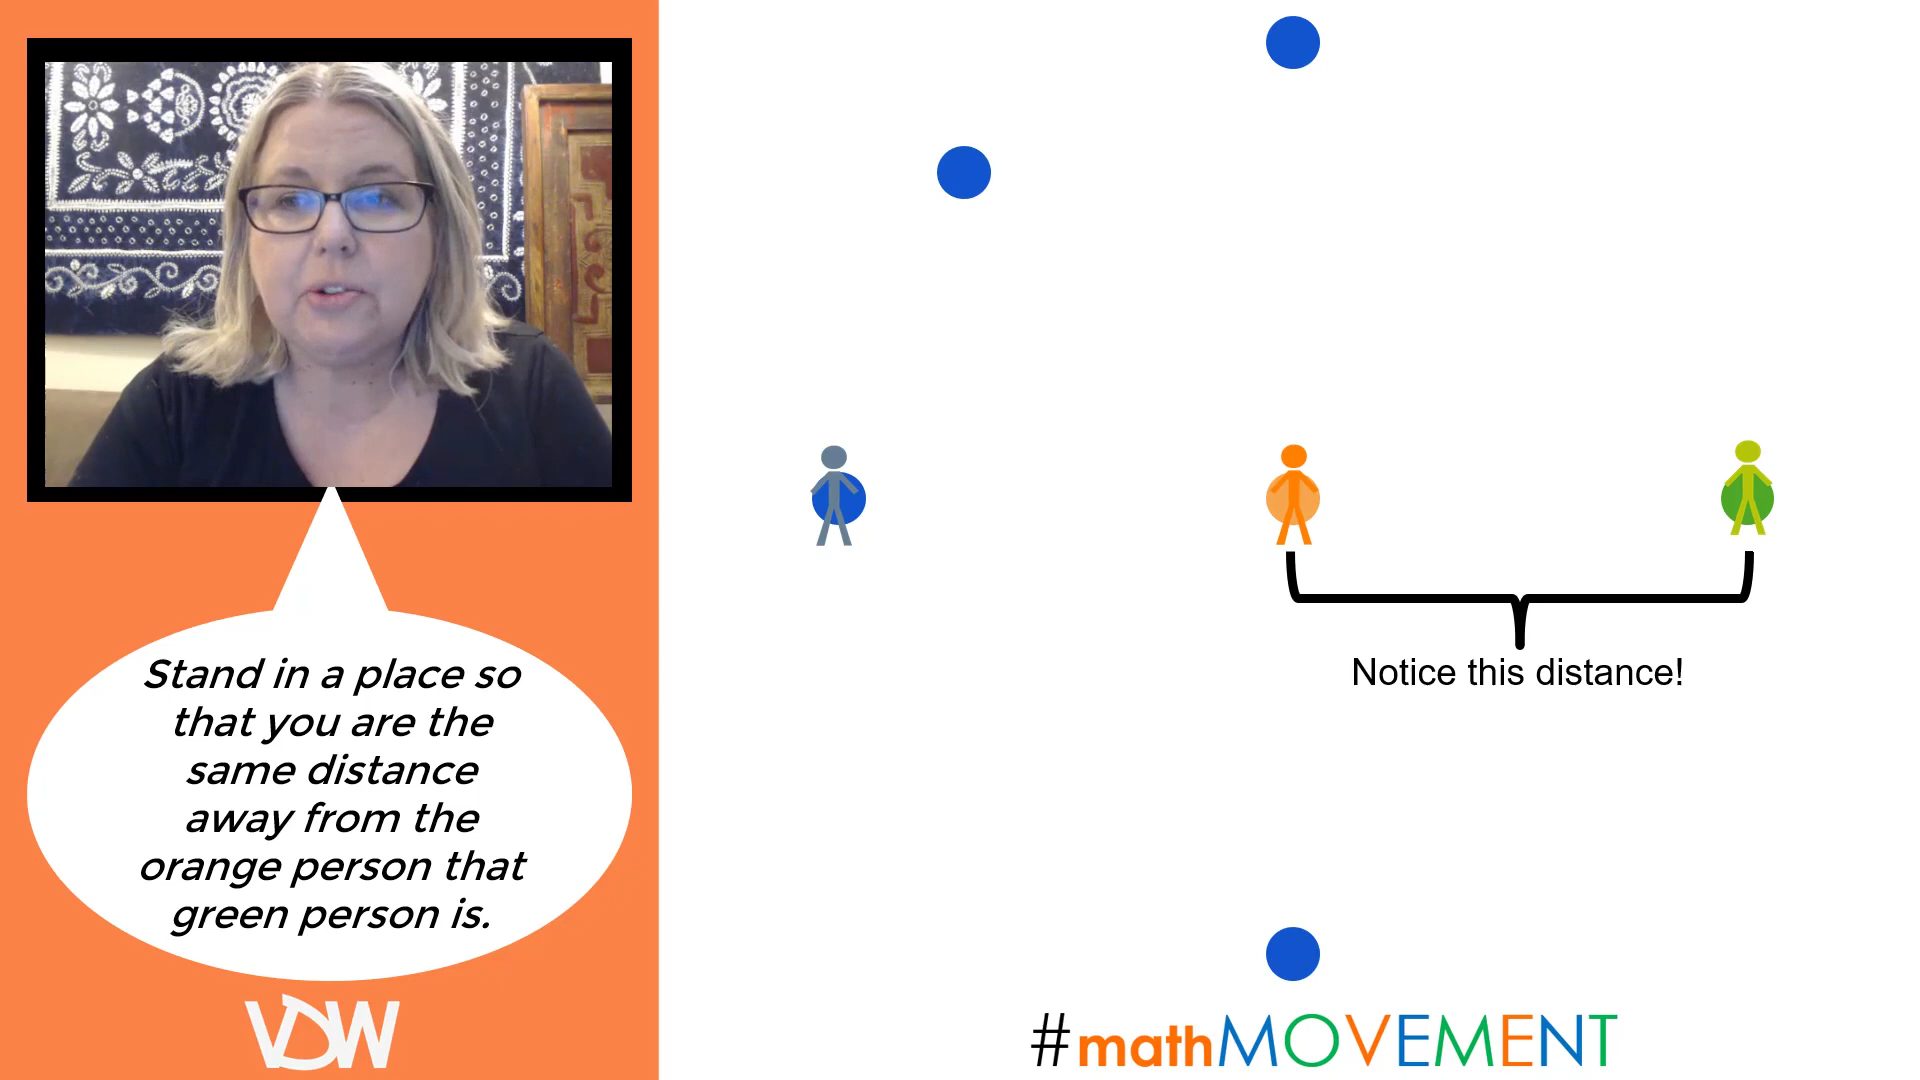 Stand in a place so
that you are the
same distance
away from the
orange person that
green person is.
VDW
Notice this distance!
#mathMOVEMENT